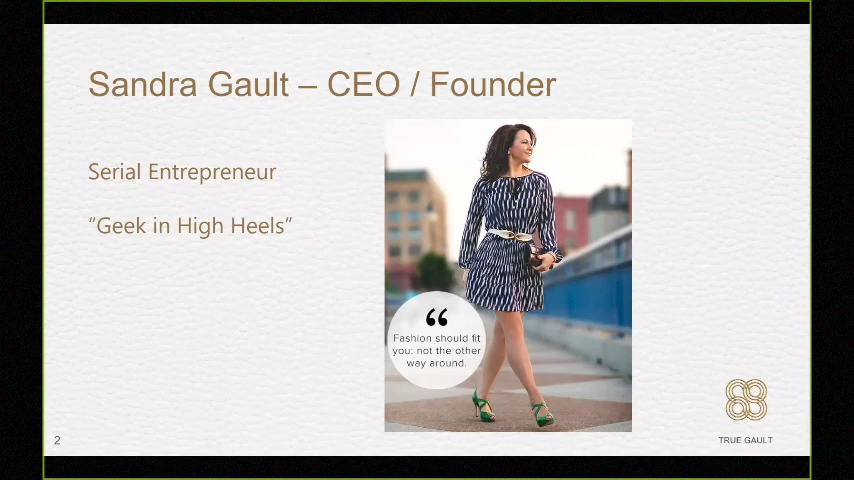 Sandra Gault – CEO / Founder
Serial Entrepreneur
“Geek in High Heels”
“
Fashion should fit
you: not the other
way around.
2
TRUE GAULT